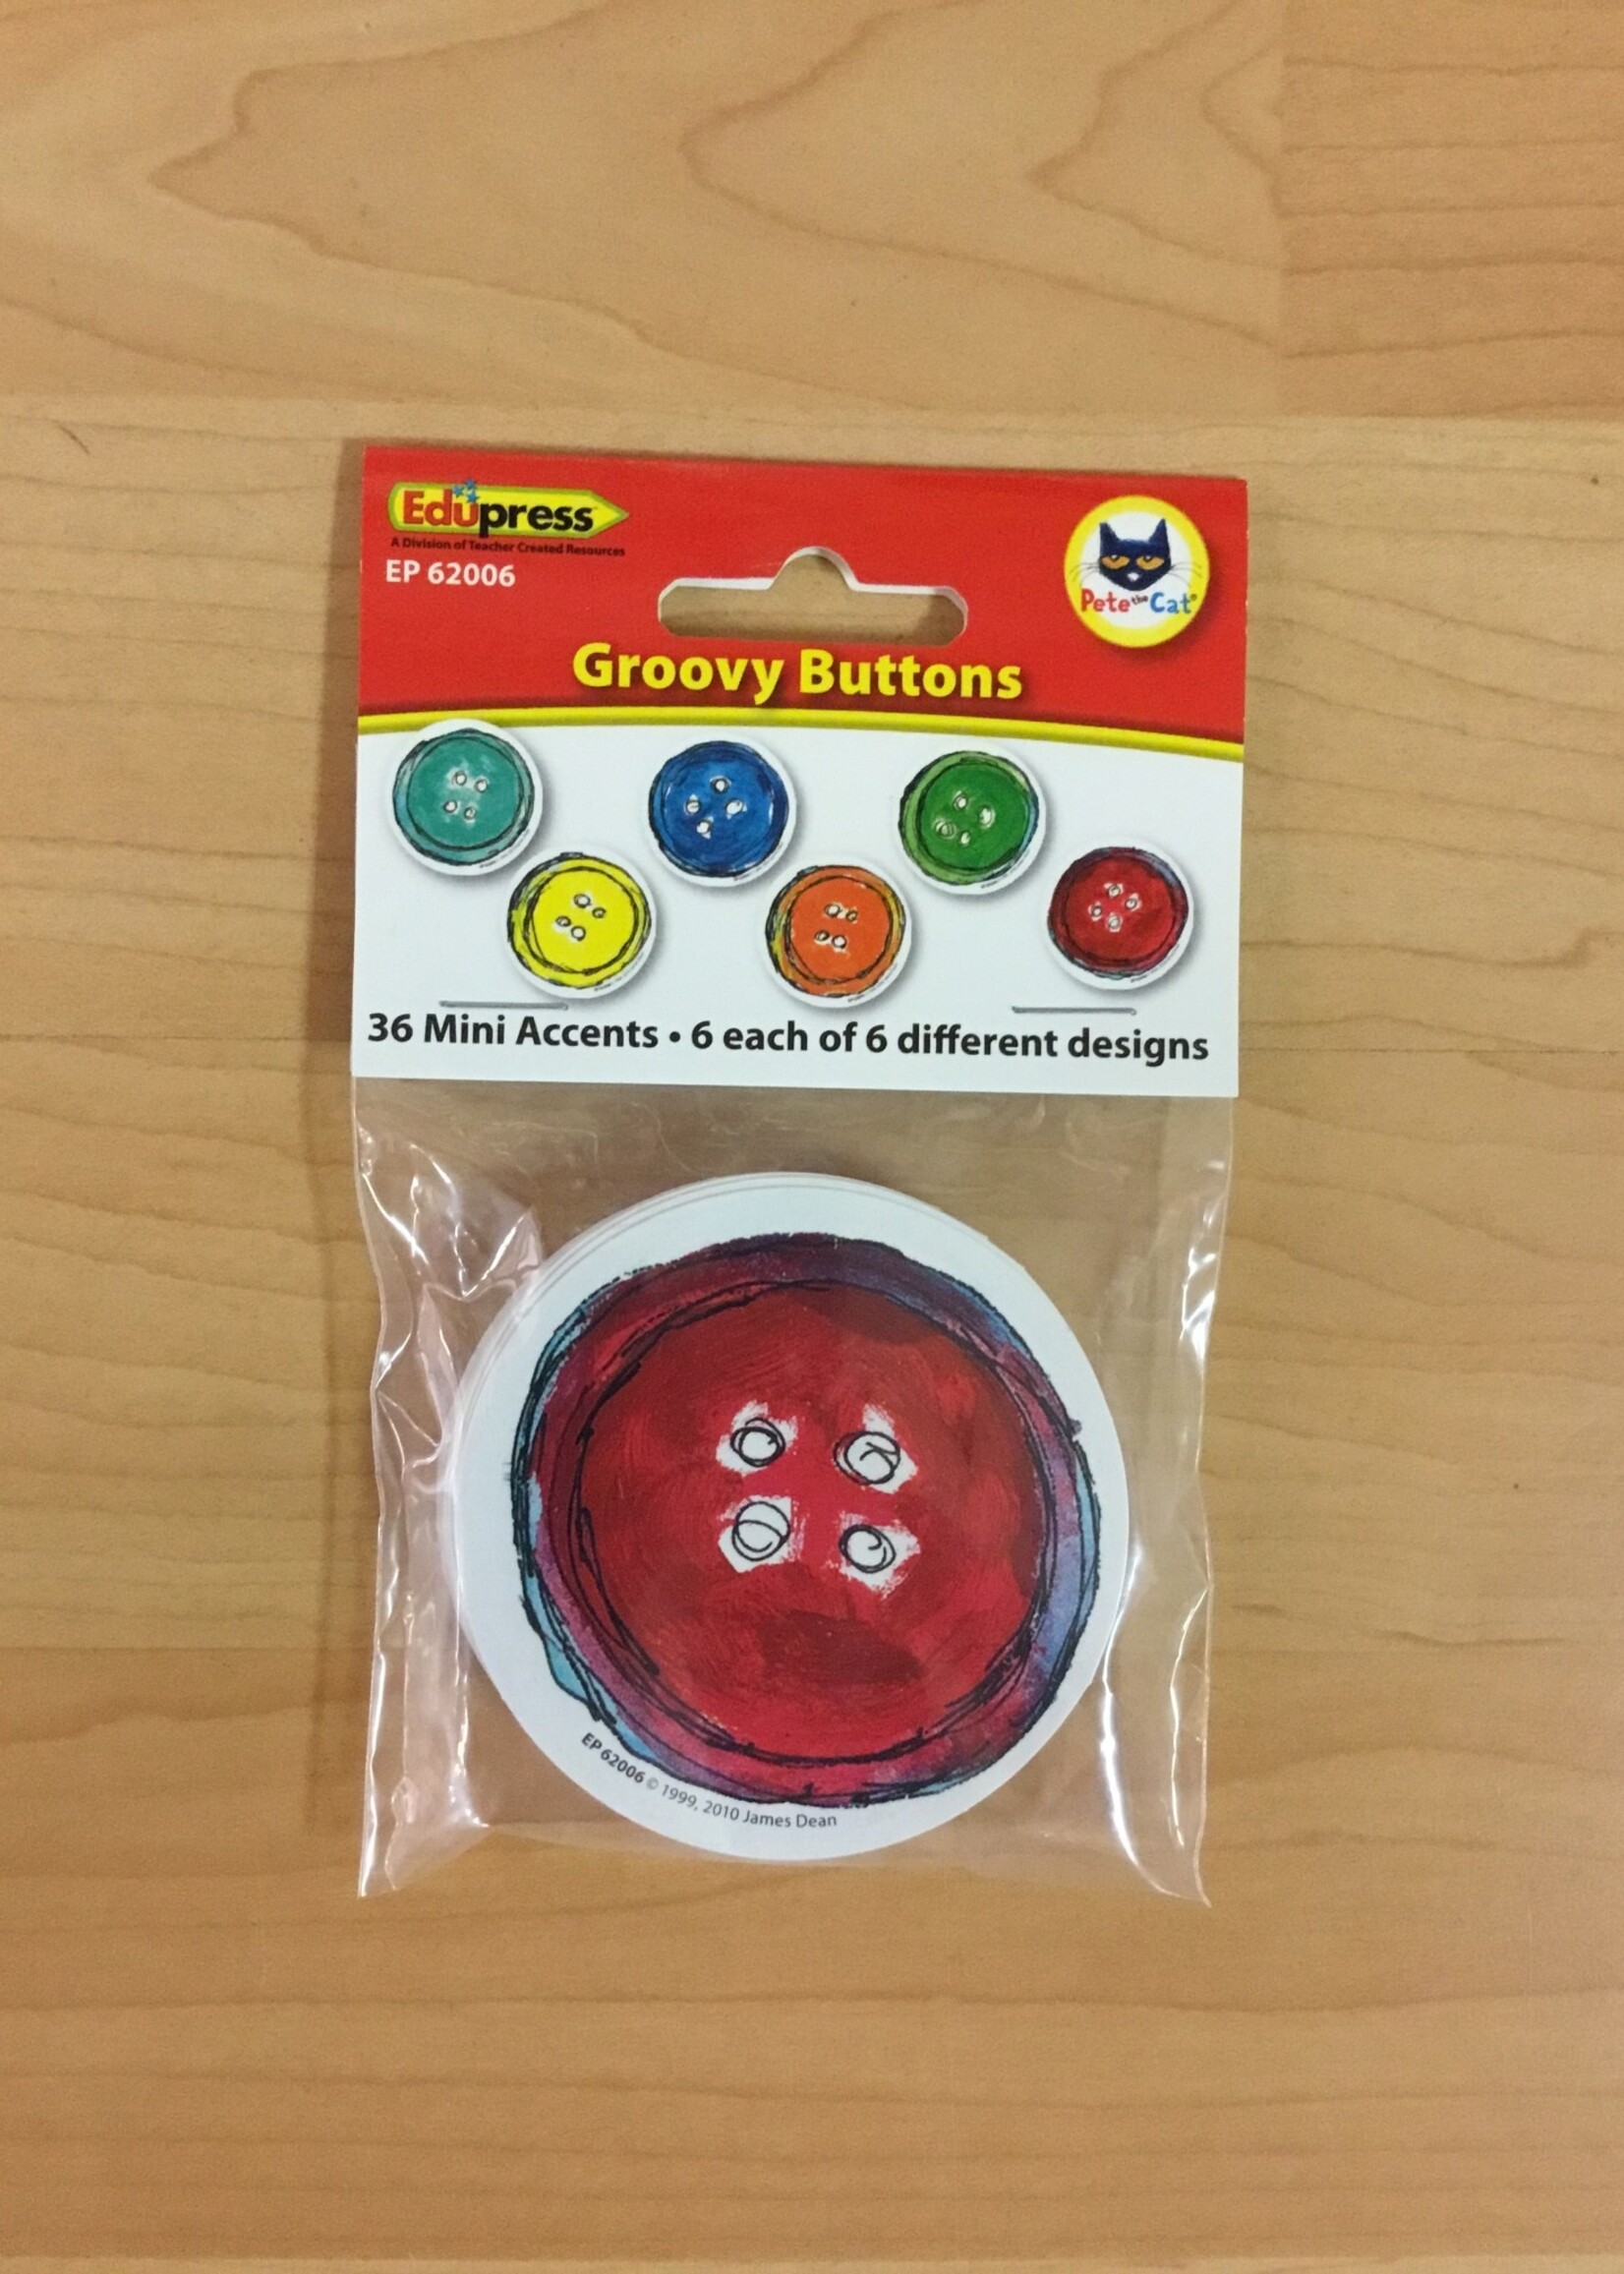 Edupress
A Division of Teacher Created Resources
EP 62006
Pete the Cat®
Groovy Buttons
36 Mini Accents • 6 each of 6 different designs
EP 62006 © 1999, 2010 James Dean